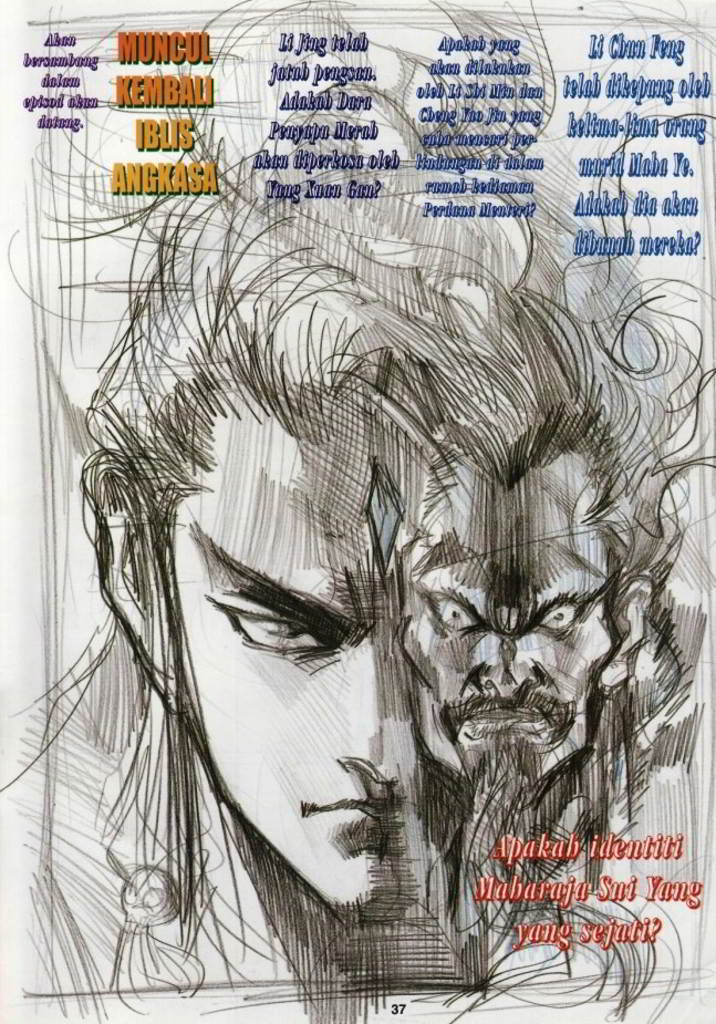 Akan
bersambung
dalam
episod akan
datang.
MUNCUL
KEMBALI
IBLIS
ANGKASA
Li Jing telah
jatuh pengsan.
Adakah Dara
Penyapa Merah
akan diperkosa oleh
Yang Xuan Gan?
Apakah yang
akan dilakukan
oleh Li Shi Min dan
Cheng Yao Jin yang
cuba mencari per-
lindungan di dalam
rumah kediaman
Perdana Menteri?
Li Chun Feng
telah dikepung oleh
kelima-lima orang
murid Maha Ye.
Adakah dia akan
dibunuh mereka?
Apakah identiti
Maharaja Sui Yang
yang sejati?
37